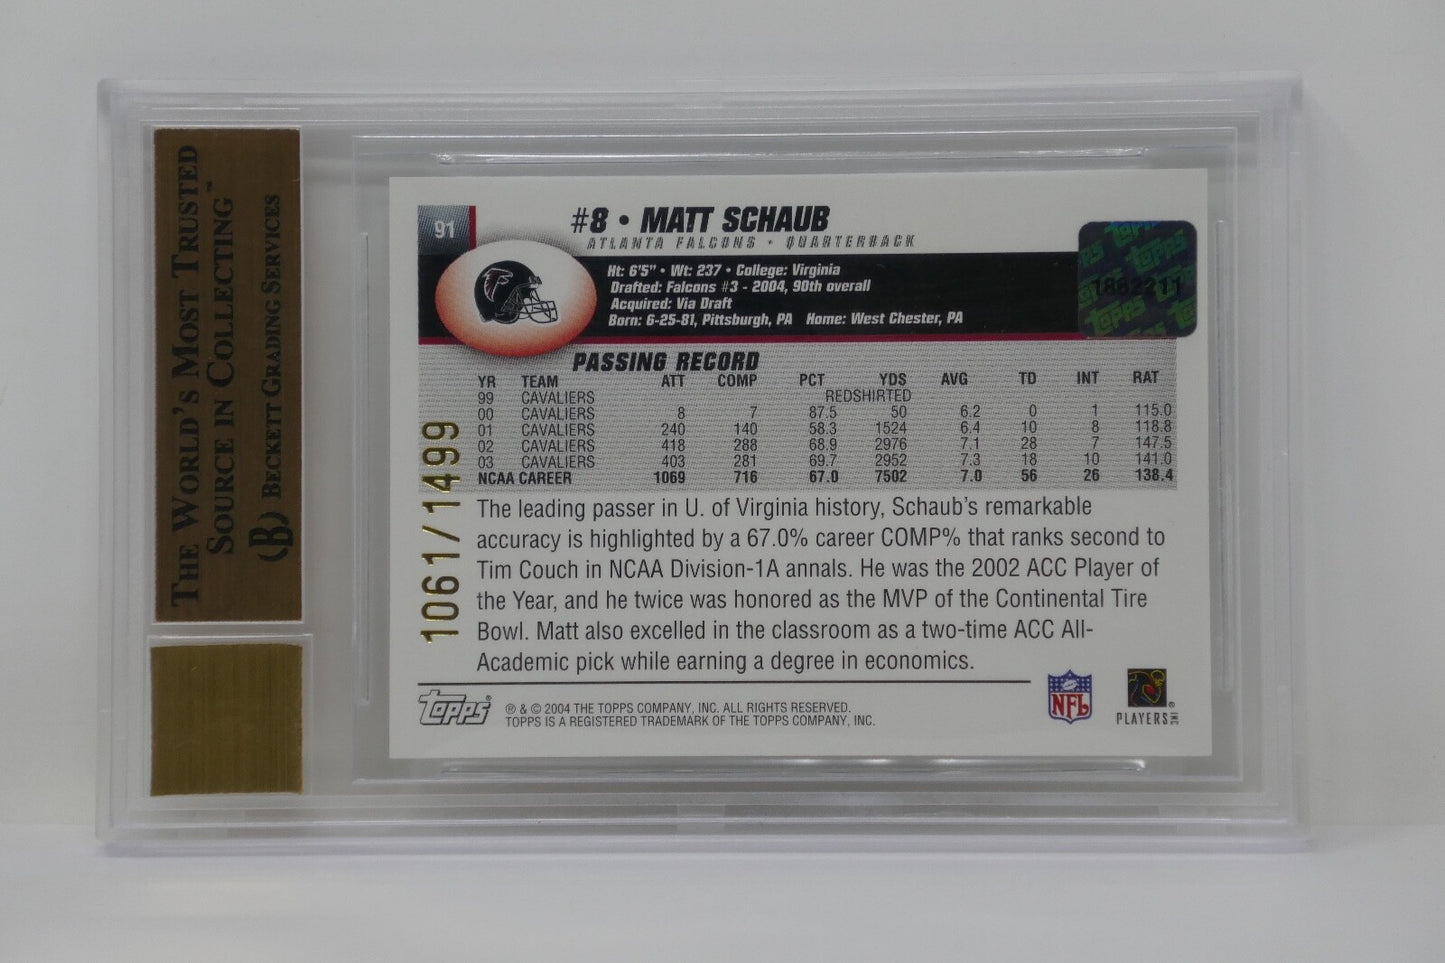 THE WORLD'S MOST TRUSTED
SOURCE IN COLLECTING™
(B) BECKETT GRADING SERVICES
91
#8 • MATT SCHAUB
ATLANTA FALCONS • QUARTERBACK
Ht: 6'5" • Wt: 237 • College: Virginia
Drafted: Falcons #3 - 2004, 90th overall
Acquired: Via Draft
Born: 6-25-81, Pittsburgh, PA Home: West Chester, PA
topps
1862211
PASSING RECORD
YR TEAM ATT COMP PCT YDS AVG TD INT RAT
99 CAVALIERS REDSHIRTED
00 CAVALIERS 8 7 87.5 50 6.2 0 1 115.0
01 CAVALIERS 240 140 58.3 1524 6.4 10 8 118.8
02 CAVALIERS 418 288 68.9 2976 7.1 28 7 147.5
03 CAVALIERS 403 281 69.7 2952 7.3 18 10 141.0
NCAA CAREER 1069 716 67.0 7502 7.0 56 26 138.4
1061/1499
The leading passer in U. of Virginia history, Schaub's remarkable
accuracy is highlighted by a 67.0% career COMP% that ranks second to
Tim Couch in NCAA Division-1A annals. He was the 2002 ACC Player of
the Year, and he twice was honored as the MVP of the Continental Tire
Bowl. Matt also excelled in the classroom as a two-time ACC All-
Academic pick while earning a degree in economics.
topps®
® & © 2004 THE TOPPS COMPANY, INC. ALL RIGHTS RESERVED.
TOPPS IS A REGISTERED TRADEMARK OF THE TOPPS COMPANY, INC.
NFL
PLAYERS INC